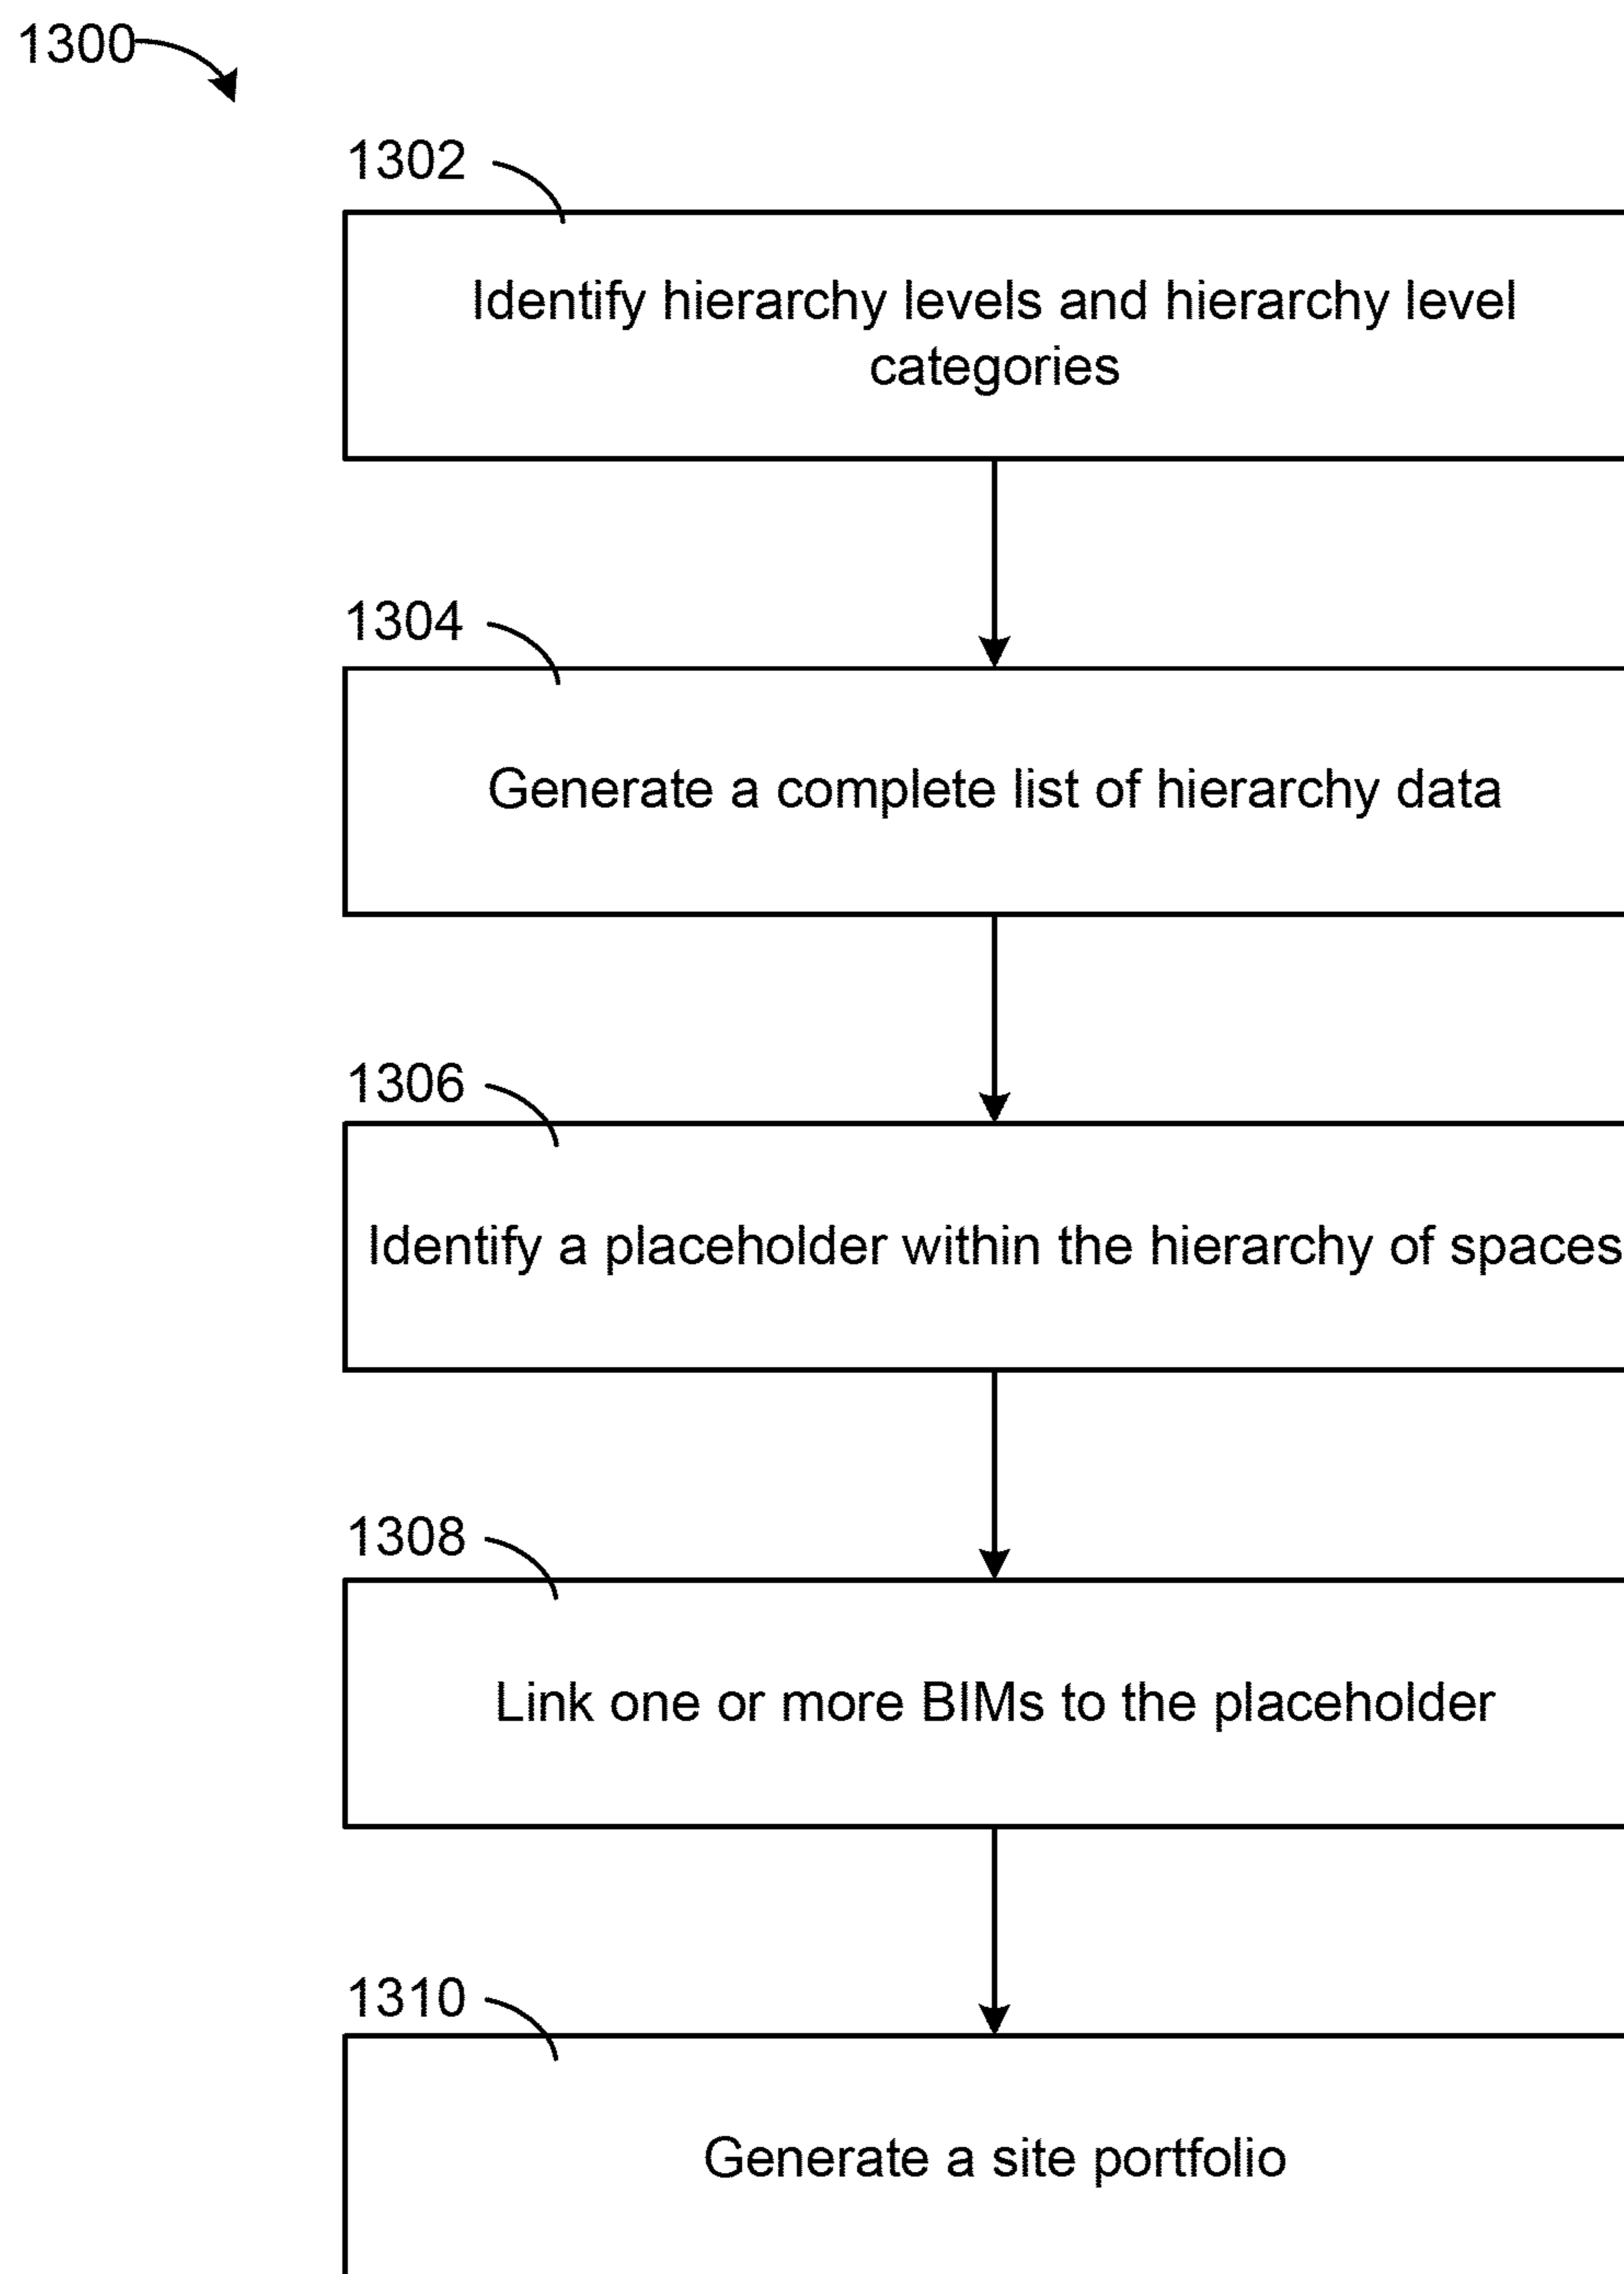 1300
1302
Identify hierarchy levels and hierarchy level
categories
1304
Generate a complete list of hierarchy data
1306
Identify a placeholder within the hierarchy of spaces
1308
Link one or more BIMs to the placeholder
1310
Generate a site portfolio